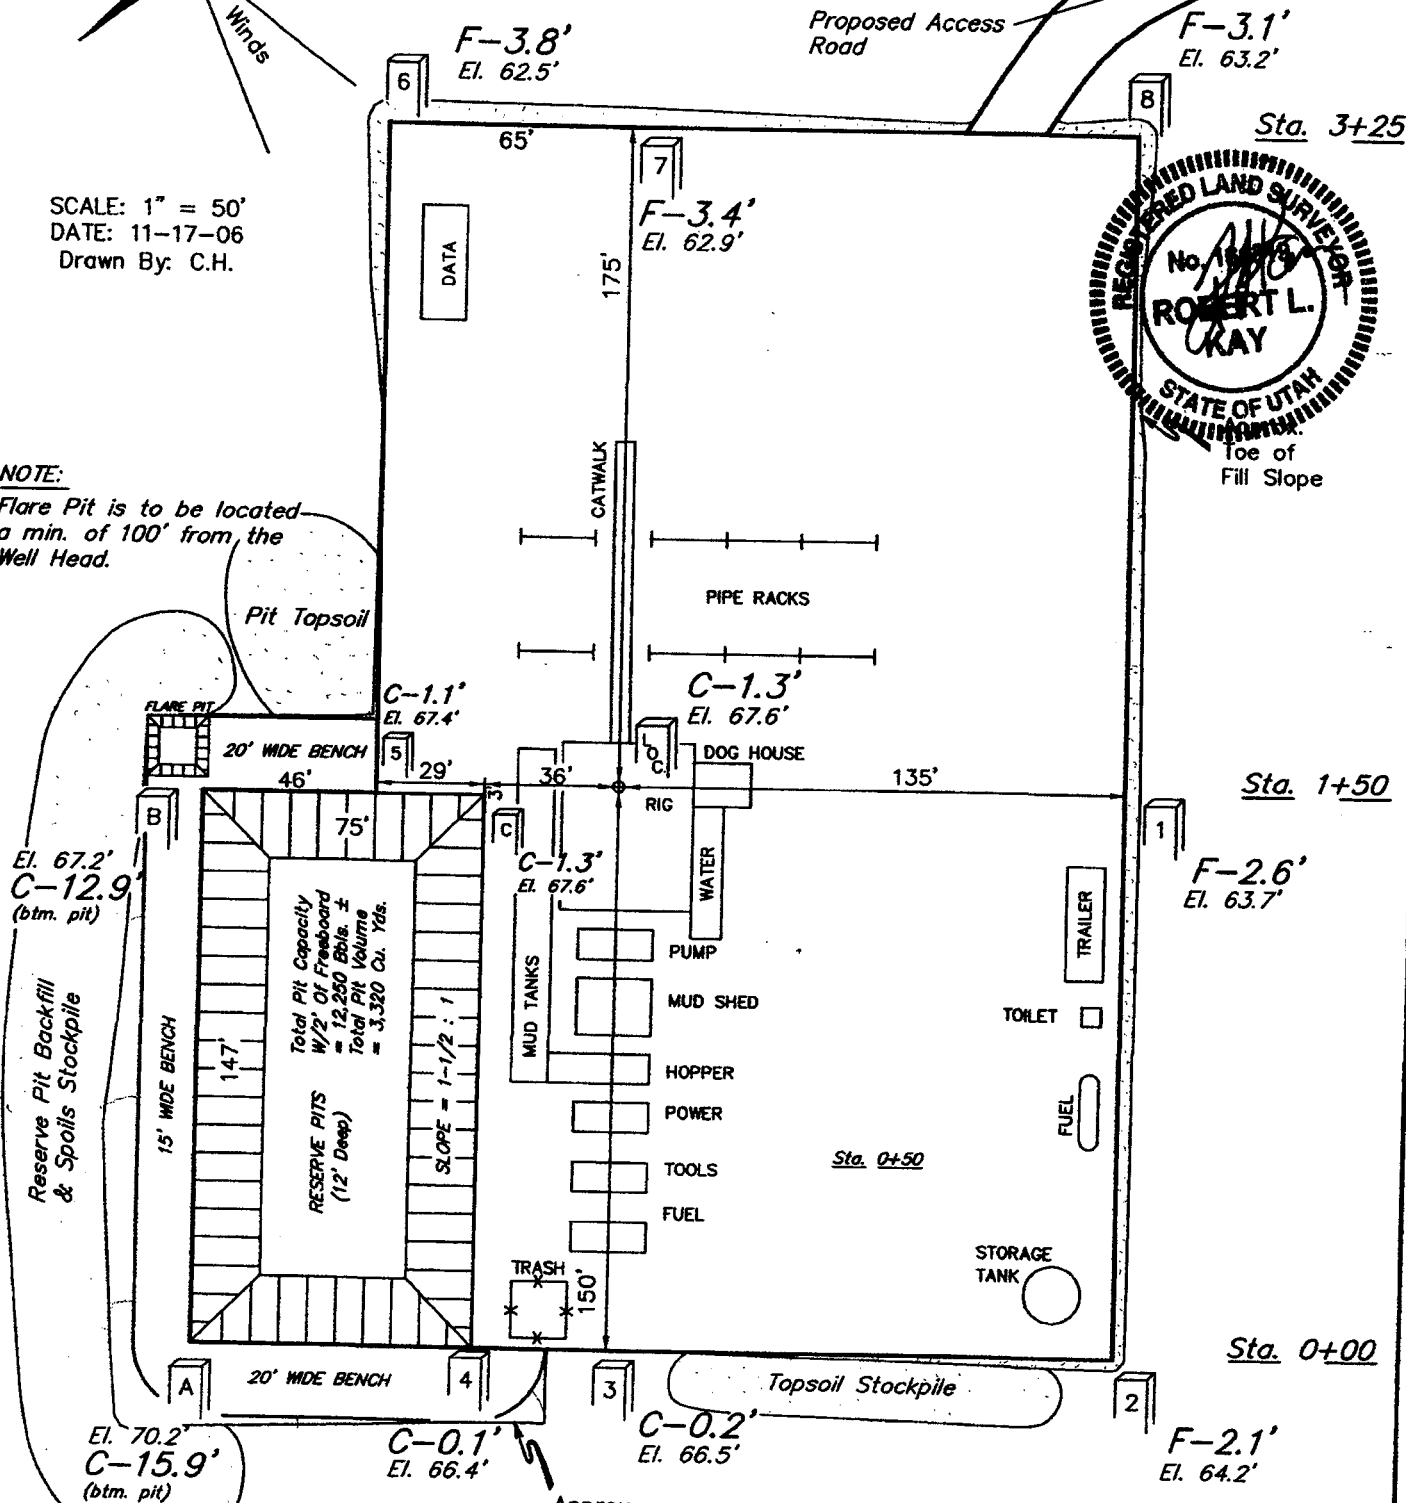 Winds
F-3.8'
El. 62.5'
Proposed Access
Road
F-3.1'
El. 63.2'
6
8
65'
Sta. 3+25
7
F-3.4'
El. 62.9'
SCALE: 1" = 50'
DATE: 11-17-06
Drawn By: C.H.
DATA
175'
REGISTERED LAND SURVEYOR
No.
ROBERT L.
KAY
STATE OF UTAH
Toe of
Fill Slope
CATWALK
NOTE:
Flare Pit is to be located
a min. of 100' from the
Well Head.
PIPE RACKS
Pit Topsoil
C-1.1'
El. 67.4'
C-1.3'
El. 67.6'
FLARE PIT
20' WIDE BENCH
5
LOC.
DOG HOUSE
46'
29'
3'
36'
RIG
135'
Sta. 1+50
B
75'
C
1
C-1.3'
El. 67.6'
El. 67.2'
C-12.9'
(btm. pit)
F-2.6'
El. 63.7'
WATER
TRAILER
Total Pit Capacity
W/2' Of Freeboard
= 12,250 Bbls. ±
Total Pit Volume
= 3,320 Cu. Yds.
PUMP
MUD TANKS
MUD SHED
TOILET
Reserve Pit Backfill
& Spoils Stockpile
15' WIDE BENCH
147'
SLOPE = 1-1/2 : 1
HOPPER
RESERVE PITS
(12' Deep)
POWER
FUEL
TOOLS
Sta. 0+50
FUEL
STORAGE
TANK
TRASH
150'
Sta. 0+00
A
20' WIDE BENCH
4
3
Topsoil Stockpile
2
El. 70.2'
C-15.9'
(btm. pit)
C-0.1'
El. 66.4'
C-0.2'
El. 66.5'
F-2.1'
El. 64.2'